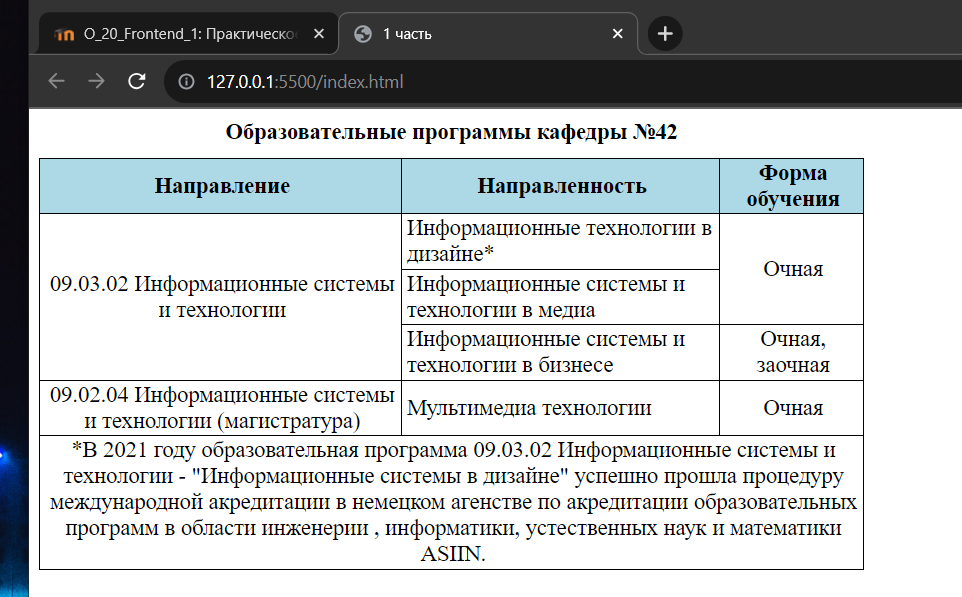 O_20_Frontend_1: Практическо
1 часть
127.0.0.1:5500/index.html
Образовательные программы кафедры №42
Направление
Направленность
Форма
обучения
09.03.02 Информационные системы
и технологии
Информационные технологии в
дизайне*
Очная
Информационные системы и
технологии в медиа
Информационные системы и
технологии в бизнесе
Очная,
заочная
09.02.04 Информационные системы
и технологии (магистратура)
Мультимедиа технологии
Очная
*В 2021 году образовательная программа 09.03.02 Информационные системы и
технологии - "Информационные системы в дизайне" успешно прошла процедуру
международной акредитации в немецком агенстве по акредитации образовательных
программ в области инженерии , информатики, устественных наук и математики
ASIIN.